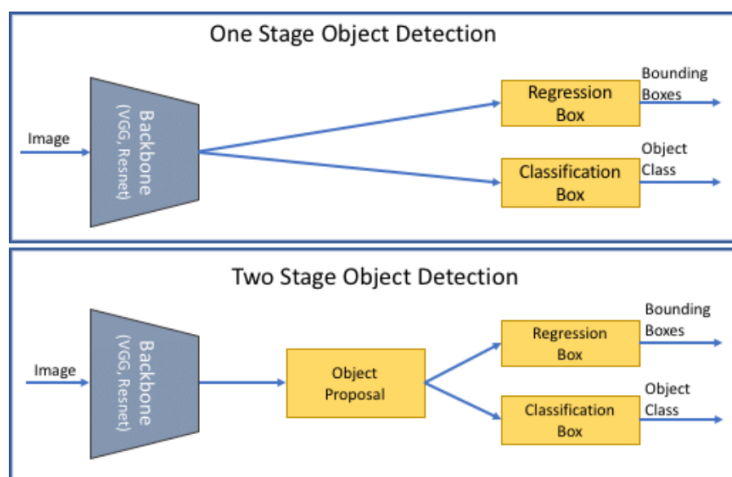 One Stage Object Detection
Image
Backbone
(VGG, Resnet)
Regression
Box
Bounding
Boxes
Classification
Box
Object
Class
Two Stage Object Detection
Image
Backbone
(VGG, Resnet)
Object
Proposal
Regression
Box
Bounding
Boxes
Classification
Box
Object
Class